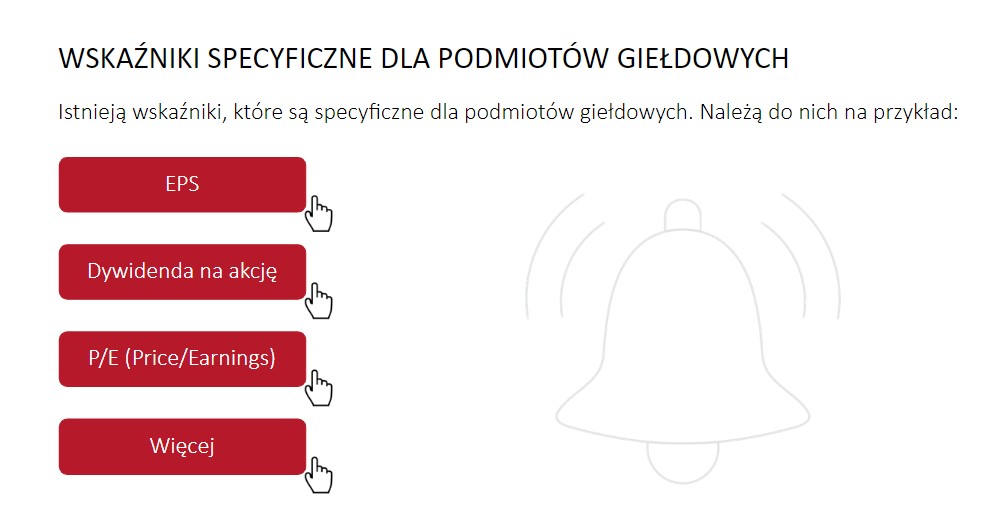 WSKAŹNIKI SPECYFICZNE DLA PODMIOTÓW GIEŁDOWYCH
Istnieją wskaźniki, które są specyficzne dla podmiotów giełdowych. Należą do nich na przykład:
EPS
Dywidenda na akcję
P/E (Price/Earnings)
Więcej